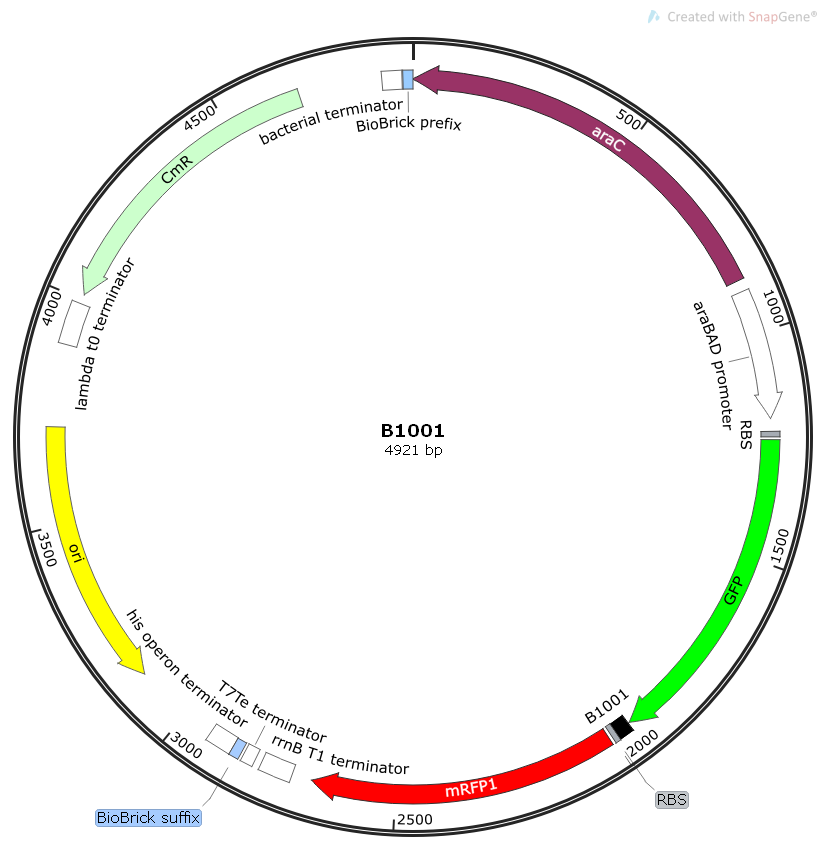 Created with SnapGene®
bacterial terminator
BioBrick prefix
araC
500
4500
CmR
1000
araBAD promoter
4000
lambda t0 terminator
RBS
B1001
4921 bp
1500
GFP
3500
ori
his operon terminator
T7Te terminator
rrnB T1 terminator
B1001
2000
3000
mRFP1
RBS
BioBrick suffix
2500